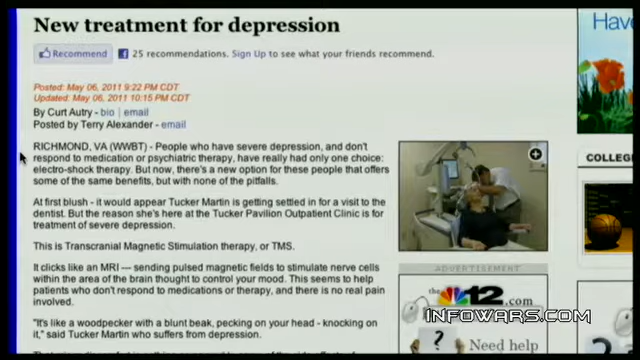 New treatment for depression
Recommend
25 recommendations. Sign Up to see what your friends recommend.
Posted: May 06, 2011 9:22 PM CDT
Updated: May 06, 2011 10:15 PM CDT
By Curt Autry - bio | email
Posted by Terry Alexander - email
RICHMOND, VA (WWBT) - People who have severe depression, and don't
respond to medication or psychiatric therapy, have really had only one choice:
electro-shock therapy. But now, there's a new option for these people that offers
some of the same benefits, but with none of the pitfalls.
At first blush - it would appear Tucker Martin is getting settled in for a visit to the
dentist. But the reason she's here at the Tucker Pavilion Outpatient Clinic is for
treatment of severe depression.
This is Transcranial Magnetic Stimulation therapy, or TMS.
It clicks like an MRI — sending pulsed magnetic fields to stimulate nerve cells
within the area of the brain thought to control your mood. This seems to help
patients who don't respond to medications or therapy, and there is no real pain
involved.
"It's like a woodpecker with a blunt beak, pecking on your head - knocking on
it," said Tucker Martin who suffers from depression.
Have
COLLEG
ADVERTISEMENT
the
12.com
INFOWARS.COM
?
Need help
?